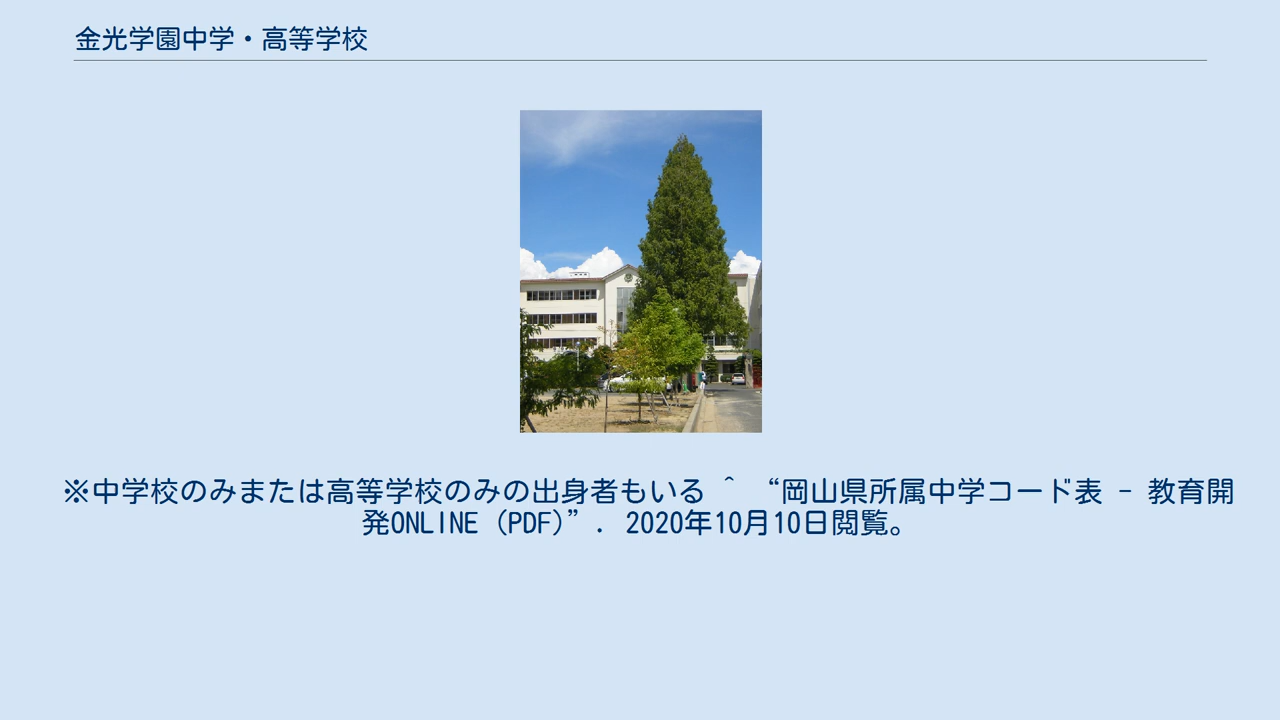 金光学園中学・高等学校
※中学校のみまたは高等学校のみの出身者もいる ^ “岡山県所属中学コード表 - 教育開
発ONLINE (PDF)”. 2020年10月10日閲覧。